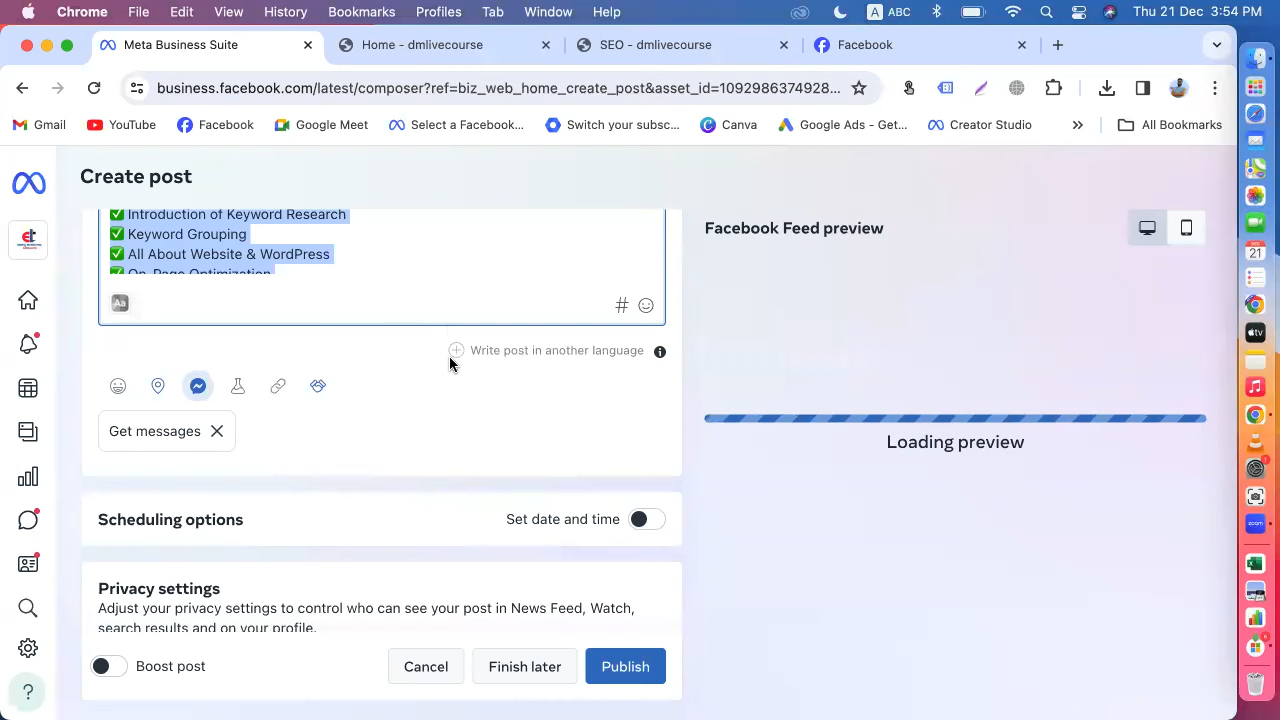 Chrome File Edit View History Bookmarks Profiles Tab Window Help A ABC Thu 21 Dec 3:54 PM
Meta Business Suite Home - dmlivecourse SEO - dmlivecourse Facebook
business.facebook.com/latest/composer?ref=biz_web_home_create_post&asset_id=1092986374928...
Gmail YouTube Facebook Google Meet Select a Facebook... Switch your subsc... Canva Google Ads - Get... Creator Studio » All Bookmarks
Create post
✅ Introduction of Keyword Research
✅ Keyword Grouping
✅ All About Website & WordPress
✅ On-Page Optimization
Aa #
Write post in another language
Get messages
Scheduling options
Set date and time
Privacy settings
Adjust your privacy settings to control who can see your post in News Feed, Watch,
search results and on your profile.
Boost post Cancel Finish later Publish
Facebook Feed preview
Loading preview